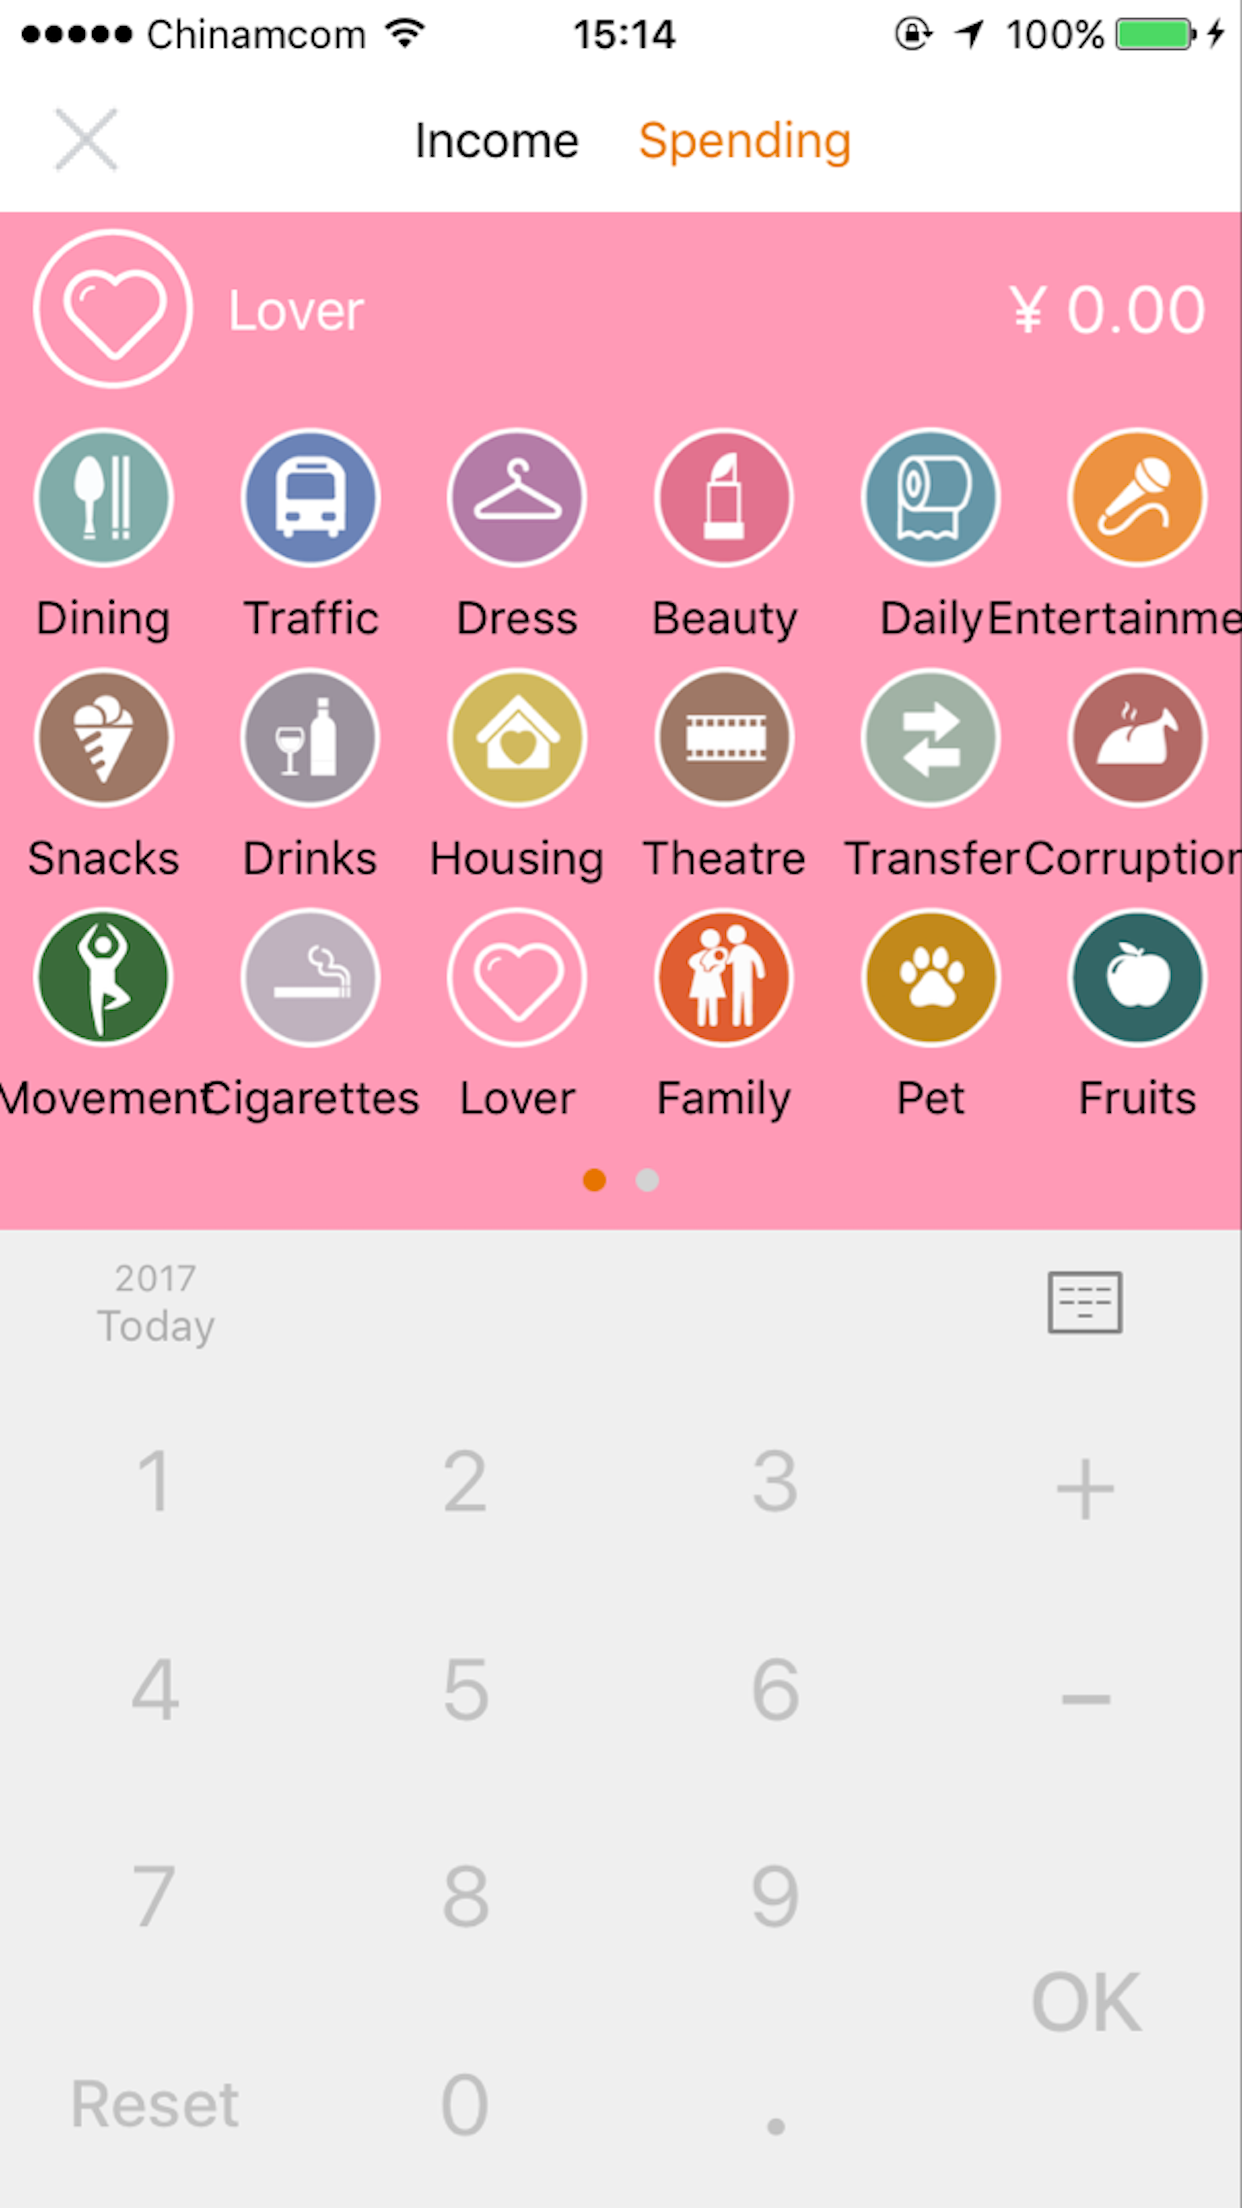 Chinamcom 15:14 100%
Income Spending
Lover ¥ 0.00
Dining Traffic Dress Beauty Daily Entertainme
Snacks Drinks Housing Theatre Transfer Corruption
Movement Cigarettes Lover Family Pet Fruits
2017
Today
1 2 3 +
4 5 6 −
7 8 9
OK
Reset 0 .